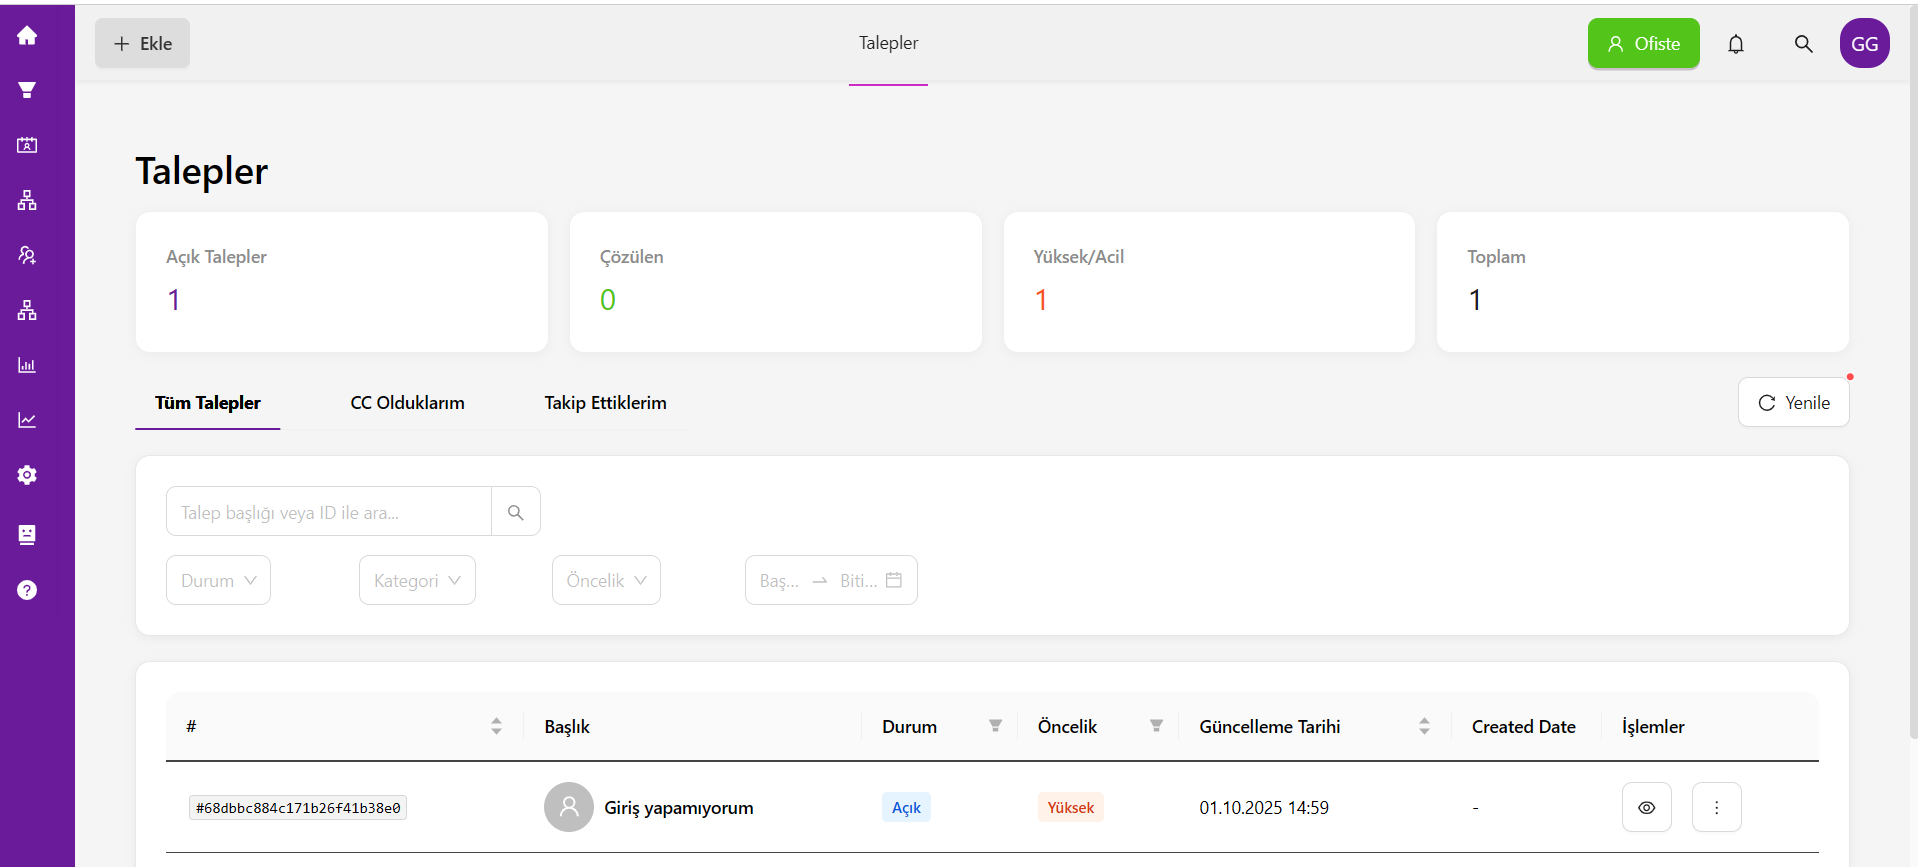 Ekle
Talepler
Ofiste
GG
Talepler
Açık Talepler
1
Çözülen
0
Yüksek/Acil
1
Toplam
1
Tüm Talepler
CC Olduklarım
Takip Ettiklerim
Yenile
Talep başlığı veya ID ile ara...
Durum
Kategori
Öncelik
Baş...
Biti...
# Başlık Durum Öncelik Güncelleme Tarihi Created Date İşlemler
#68dbbc884c171b26f41b38e0 Giriş yapamıyorum Açık Yüksek 01.10.2025 14:59 -